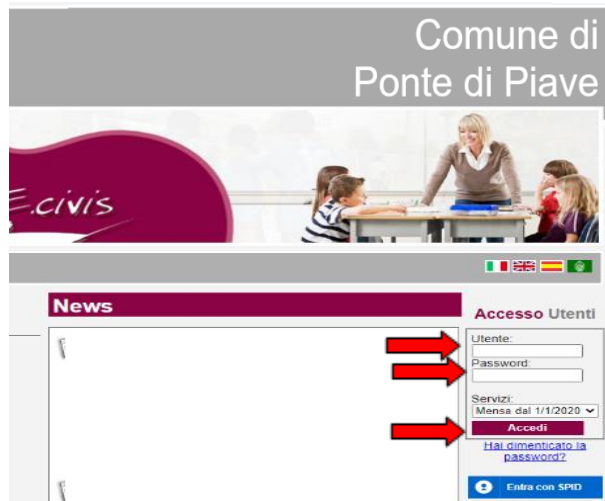 Comune di
Ponte di Piave
E.civis
News
Accesso Utenti
Utente:
Password:
Servizi:
Mensa dal 1/1/2020
Accedi
Hai dimenticato la
password?
Entra con SPID